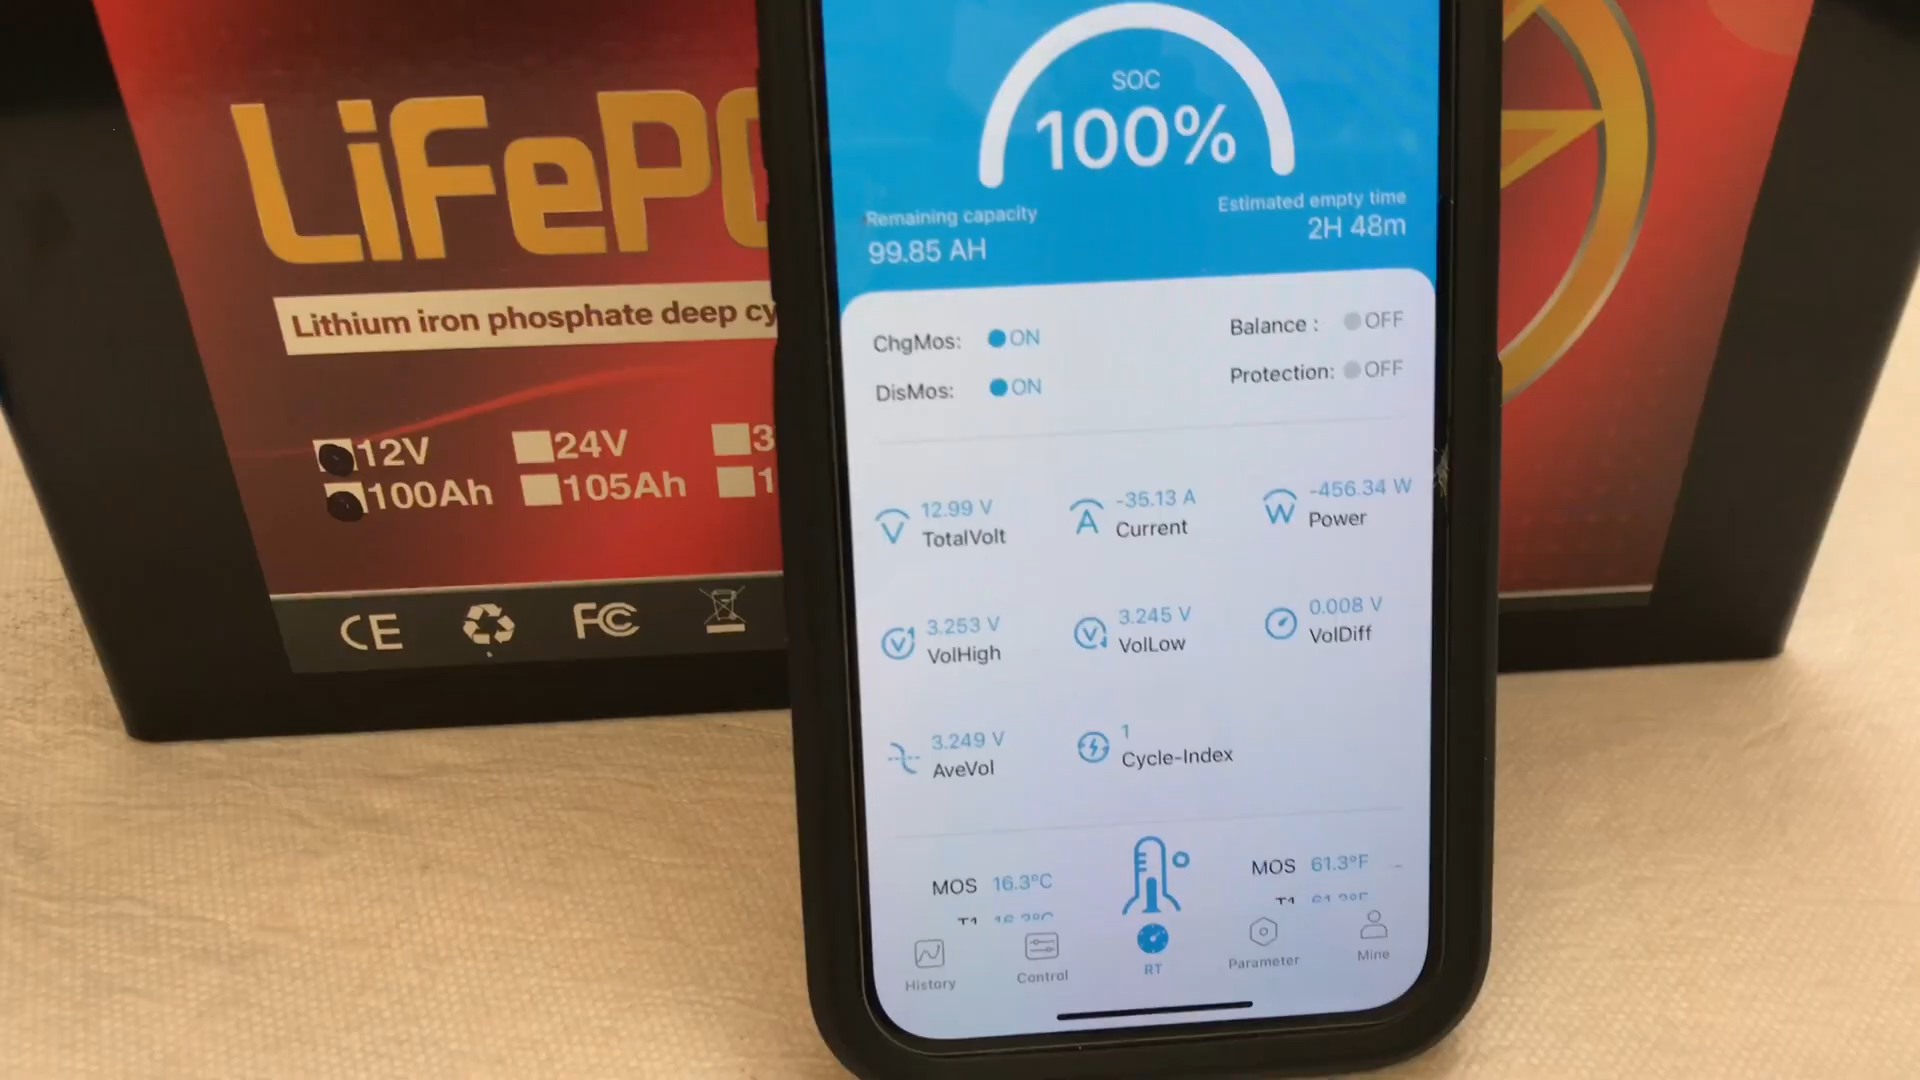 LiFePO
Lithium iron phosphate deep cy
12V 24V 3
100Ah 105Ah 1
CE FC
SOC
100%
Remaining capacity
99.85 AH
Estimated empty time
2H 48m
ChgMos: ON
Balance : OFF
DisMos: ON
Protection: OFF
12.99 V
TotalVolt
-35.13 A
Current
-456.34 W
Power
3.253 V
VolHigh
3.245 V
VolLow
0.008 V
VolDiff
3.249 V
AveVol
1
Cycle-Index
MOS 16.3°C
MOS 61.3°F
History
Control
RT
Parameter
Mine